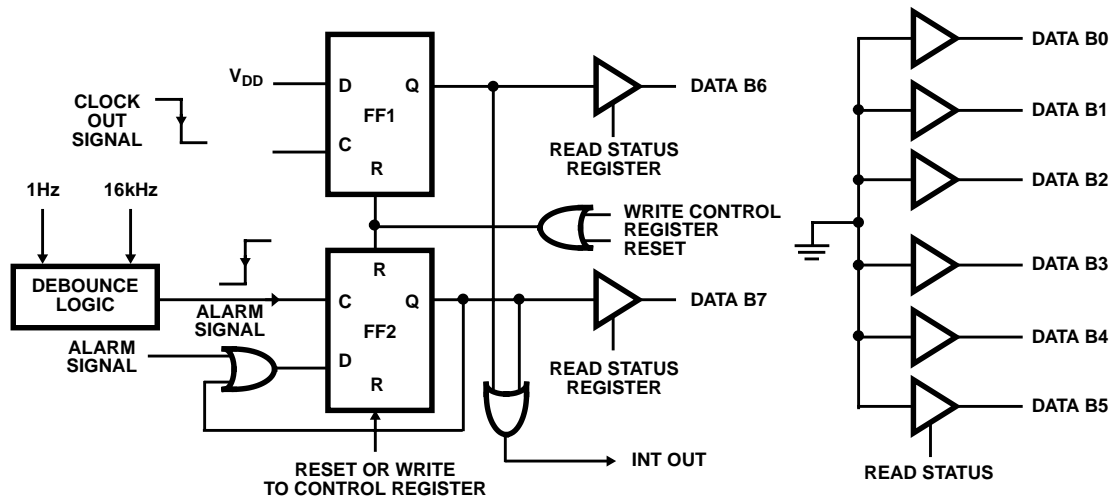 CLOCK
OUT
SIGNAL
VDD
D
Q
FF1
C
R
DATA B6
READ STATUS
REGISTER
1Hz
16kHz
DEBOUNCE
LOGIC
ALARM
SIGNAL
ALARM
SIGNAL
WRITE CONTROL
REGISTER
RESET
R
C
Q
FF2
D
R
DATA B7
READ STATUS
REGISTER
RESET OR WRITE
TO CONTROL REGISTER
INT OUT
DATA B0
DATA B1
DATA B2
DATA B3
DATA B4
DATA B5
READ STATUS